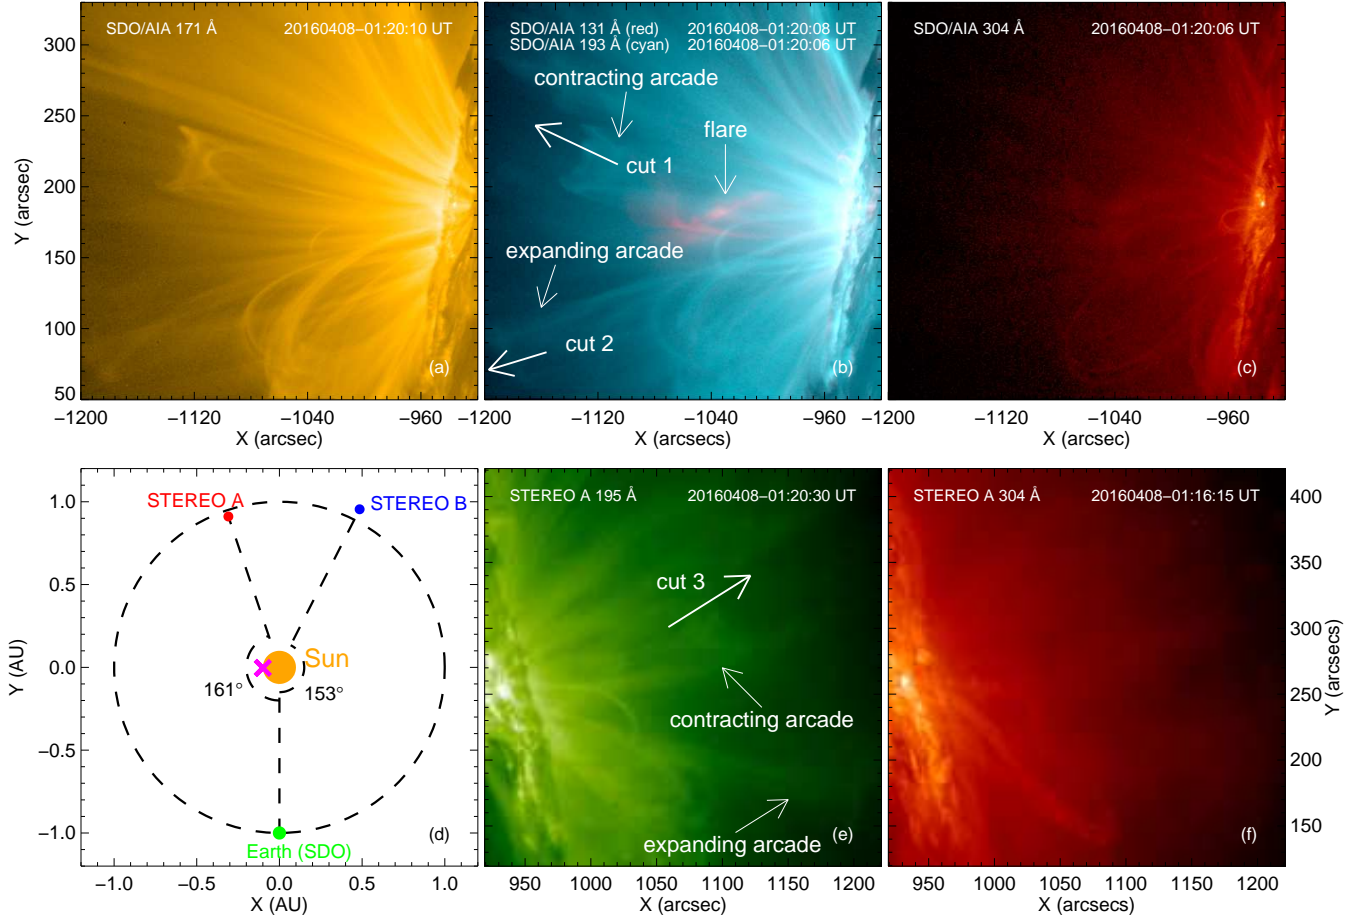 SDO/AIA 171 Å 20160408−01:20:10 UT
SDO/AIA 131 Å (red) 20160408−01:20:08 UT
SDO/AIA 193 Å (cyan) 20160408−01:20:06 UT
SDO/AIA 304 Å 20160408−01:20:06 UT
contracting arcade
flare
cut 1
expanding arcade
cut 2
(a)
(b)
(c)
300
250
200
150
100
50
Y (arcsec)
−1200 −1120 −1040 −960
X (arcsec)
−1200 −1120 −1040 −960
X (arcsecs)
−1200 −1120 −1040 −960
X (arcsec)
STEREO A
STEREO B
Sun
161°
153°
Earth (SDO)
(d)
1.0
0.5
0.0
−0.5
−1.0
Y (AU)
−1.0 −0.5 0.0 0.5 1.0
X (AU)
STEREO A 195 Å 20160408−01:20:30 UT
cut 3
contracting arcade
expanding arcade
(e)
950 1000 1050 1100 1150 1200
X (arcsec)
STEREO A 304 Å 20160408−01:16:15 UT
(f)
400
350
300
250
200
150
Y (arcsecs)
950 1000 1050 1100 1150 1200
X (arcsecs)